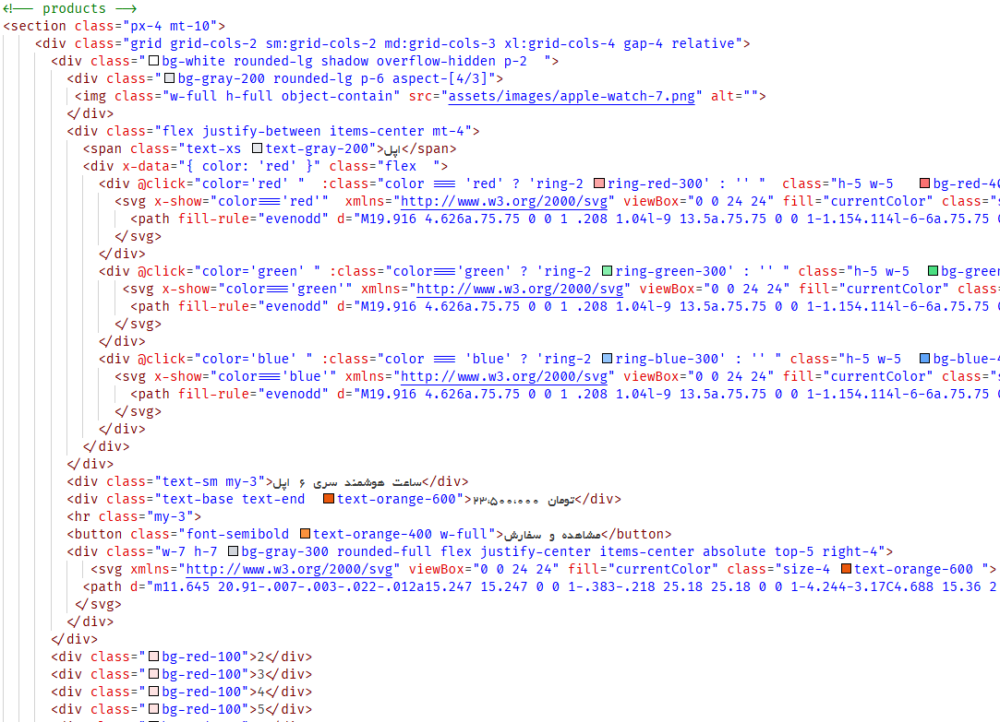 <!-- products -->
<section class="px-4 mt-10">
<div class="grid grid-cols-2 sm:grid-cols-2 md:grid-cols-3 xl:grid-cols-4 gap-4 relative">
<div class="bg-white rounded-lg shadow overflow-hidden p-2  ">
<div class="bg-gray-200 rounded-lg p-6 aspect-[4/3]">
<img class="w-full h-full object-contain" src="assets/images/apple-watch-7.png" alt="">
</div>
<div class="flex justify-between items-center mt-4">
<span class="text-xs text-gray-200">اپل</span>
<div x-data="{ color: 'red' }" class="flex  ">
<div @click="color='red' "  :class="color === 'red' ? 'ring-2 ring-red-300' : '' "  class="h-5 w-5   bg-red-40
<svg x-show="color==='red'"  xmlns="http://www.w3.org/2000/svg" viewBox="0 0 24 24" fill="currentColor" class="s
<path fill-rule="evenodd" d="M19.916 4.626a.75.75 0 0 1 .208 1.04l-9 13.5a.75.75 0 0 1-1.154.114l-6-6a.75.75 0
</svg>
</div>
<div @click="color='green' " :class="color==='green' ? 'ring-2 ring-green-300' : '' " class="h-5 w-5  bg-green
<svg x-show="color==='green'" xmlns="http://www.w3.org/2000/svg" viewBox="0 0 24 24" fill="currentColor" class=
<path fill-rule="evenodd" d="M19.916 4.626a.75.75 0 0 1 .208 1.04l-9 13.5a.75.75 0 0 1-1.154.114l-6-6a.75.75 0
</svg>
</div>
<div @click="color='blue' " :class="color === 'blue' ? 'ring-2 ring-blue-300' : '' " class="h-5 w-5  bg-blue-4
<svg x-show="color==='blue'" xmlns="http://www.w3.org/2000/svg" viewBox="0 0 24 24" fill="currentColor" class="s
<path fill-rule="evenodd" d="M19.916 4.626a.75.75 0 0 1 .208 1.04l-9 13.5a.75.75 0 0 1-1.154.114l-6-6a.75.75 0
</svg>
</div>
</div>
</div>
<div class="text-sm my-3">ساعت هوشمند سری ۶ اپل</div>
<div class="text-base text-end  text-orange-600">۲۳،۵۰۰،۰۰۰ تومان</div>
<hr class="my-3">
<button class="font-semibold text-orange-400 w-full">مشاهده و سفارش</button>
<div class="w-7 h-7 bg-gray-300 rounded-full flex justify-center items-center absolute top-5 right-4">
<svg xmlns="http://www.w3.org/2000/svg" viewBox="0 0 24 24" fill="currentColor" class="size-4 text-orange-600 ">
<path d="m11.645 20.91-.007-.003-.022-.012a15.247 15.247 0 0 1-.383-.218 25.18 25.18 0 0 1-4.244-3.17C4.688 15.36 2
</svg>
</div>
</div>
<div class="bg-red-100">2</div>
<div class="bg-red-100">3</div>
<div class="bg-red-100">4</div>
<div class="bg-red-100">5</div>